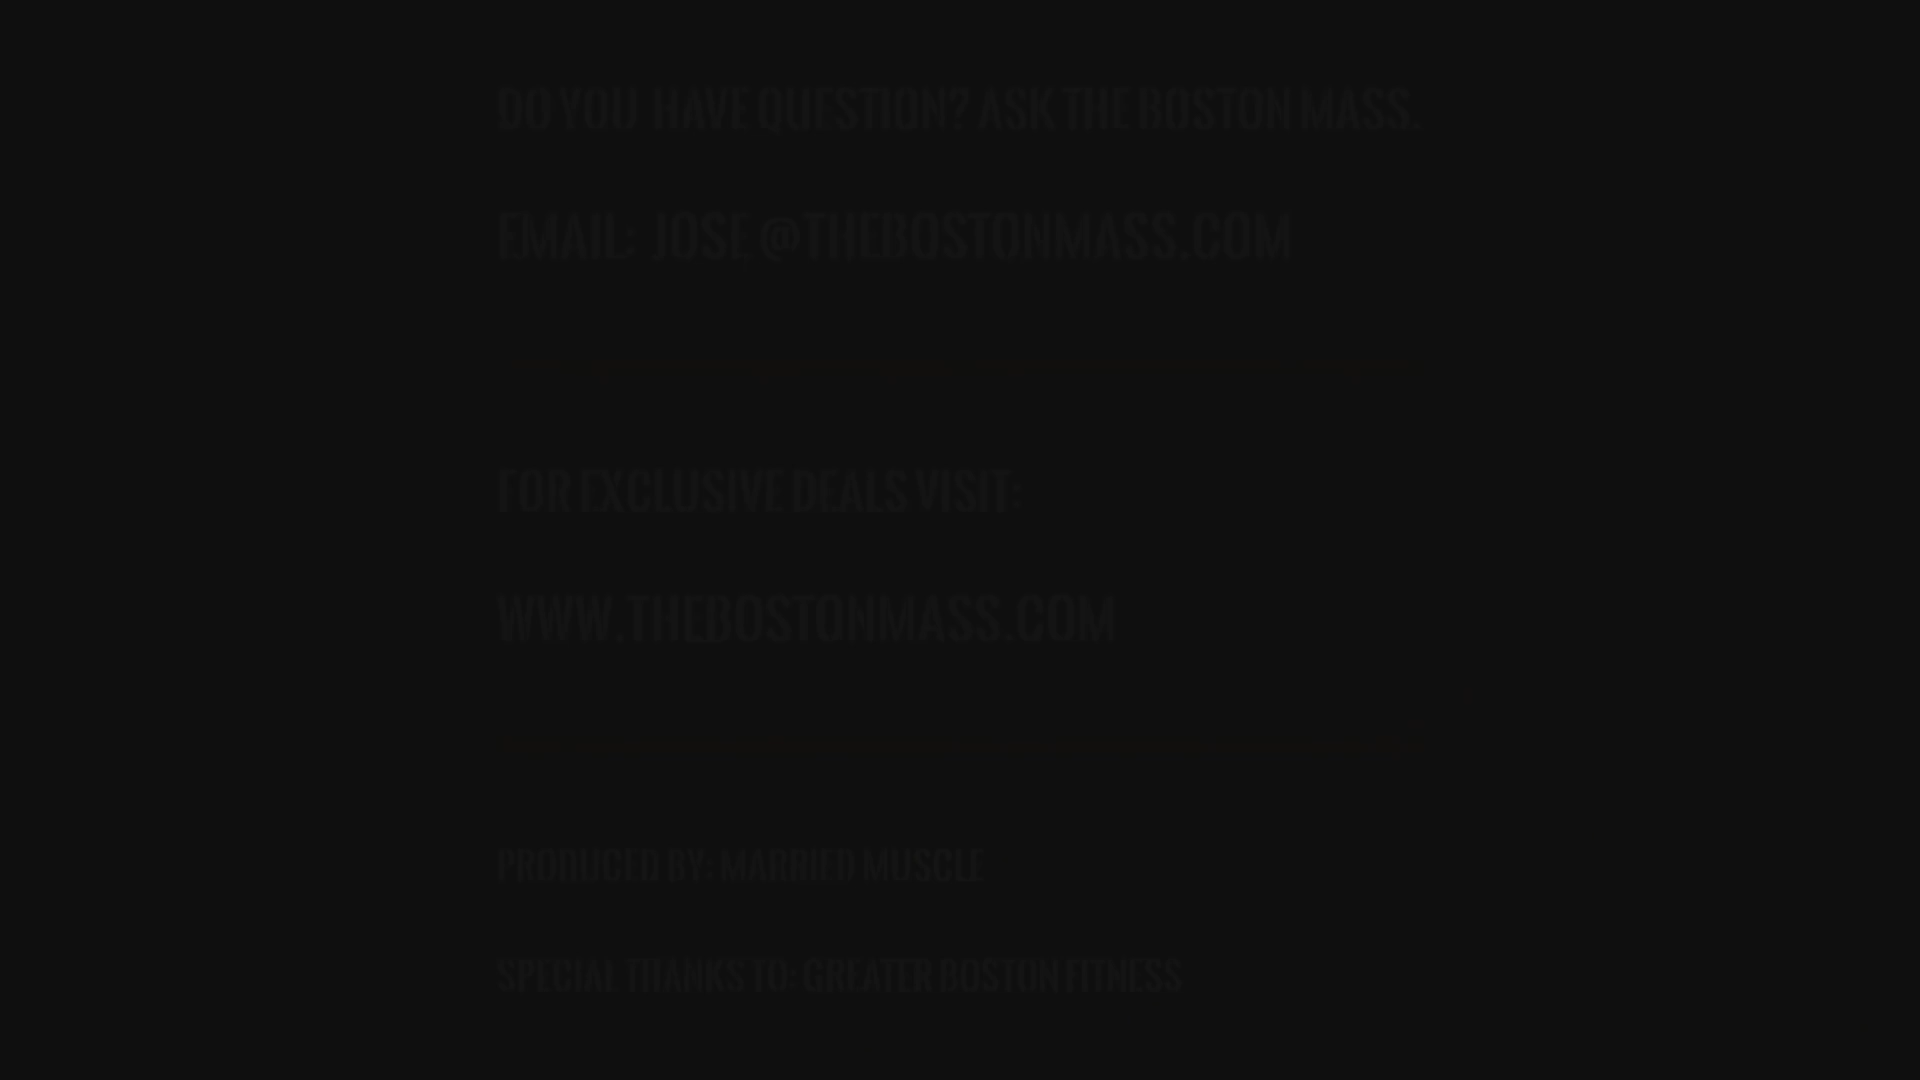 DO YOU HAVE QUESTION? ASK THE BOSTON MASS.
EMAIL: JOSE@THEBOSTONMASS.COM
FOR EXCLUSIVE DEALS VISIT:
WWW.THEBOSTONMASS.COM
PRODUCED BY: MARRIED MUSCLE
SPECIAL THANKS TO: GREATER BOSTON FITNESS